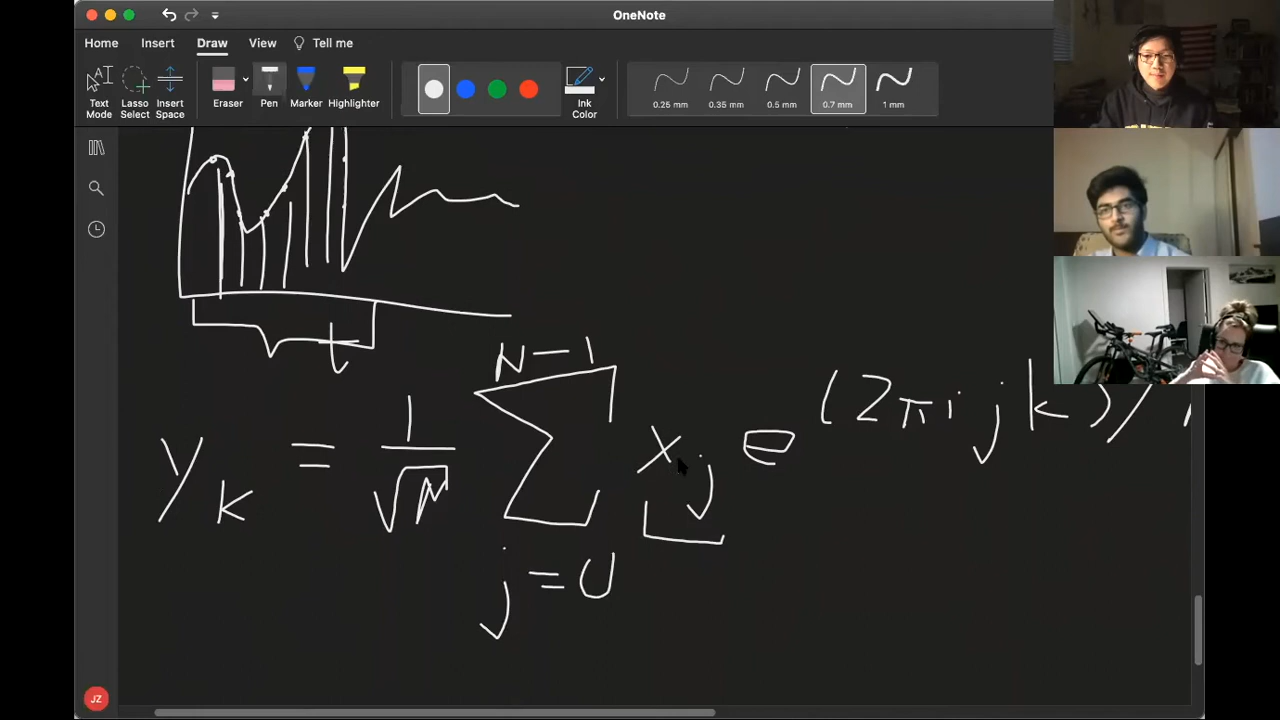 OneNote
Home Insert Draw View Tell me
Text Mode Lasso Select Insert Space Eraser Pen Marker Highlighter Ink Color 0.25 mm 0.35 mm 0.5 mm 0.7 mm 1 mm
t
y_k = 1/√N ∑_{j=0}^{N-1} x_j e^{(2πijk)/
JZ